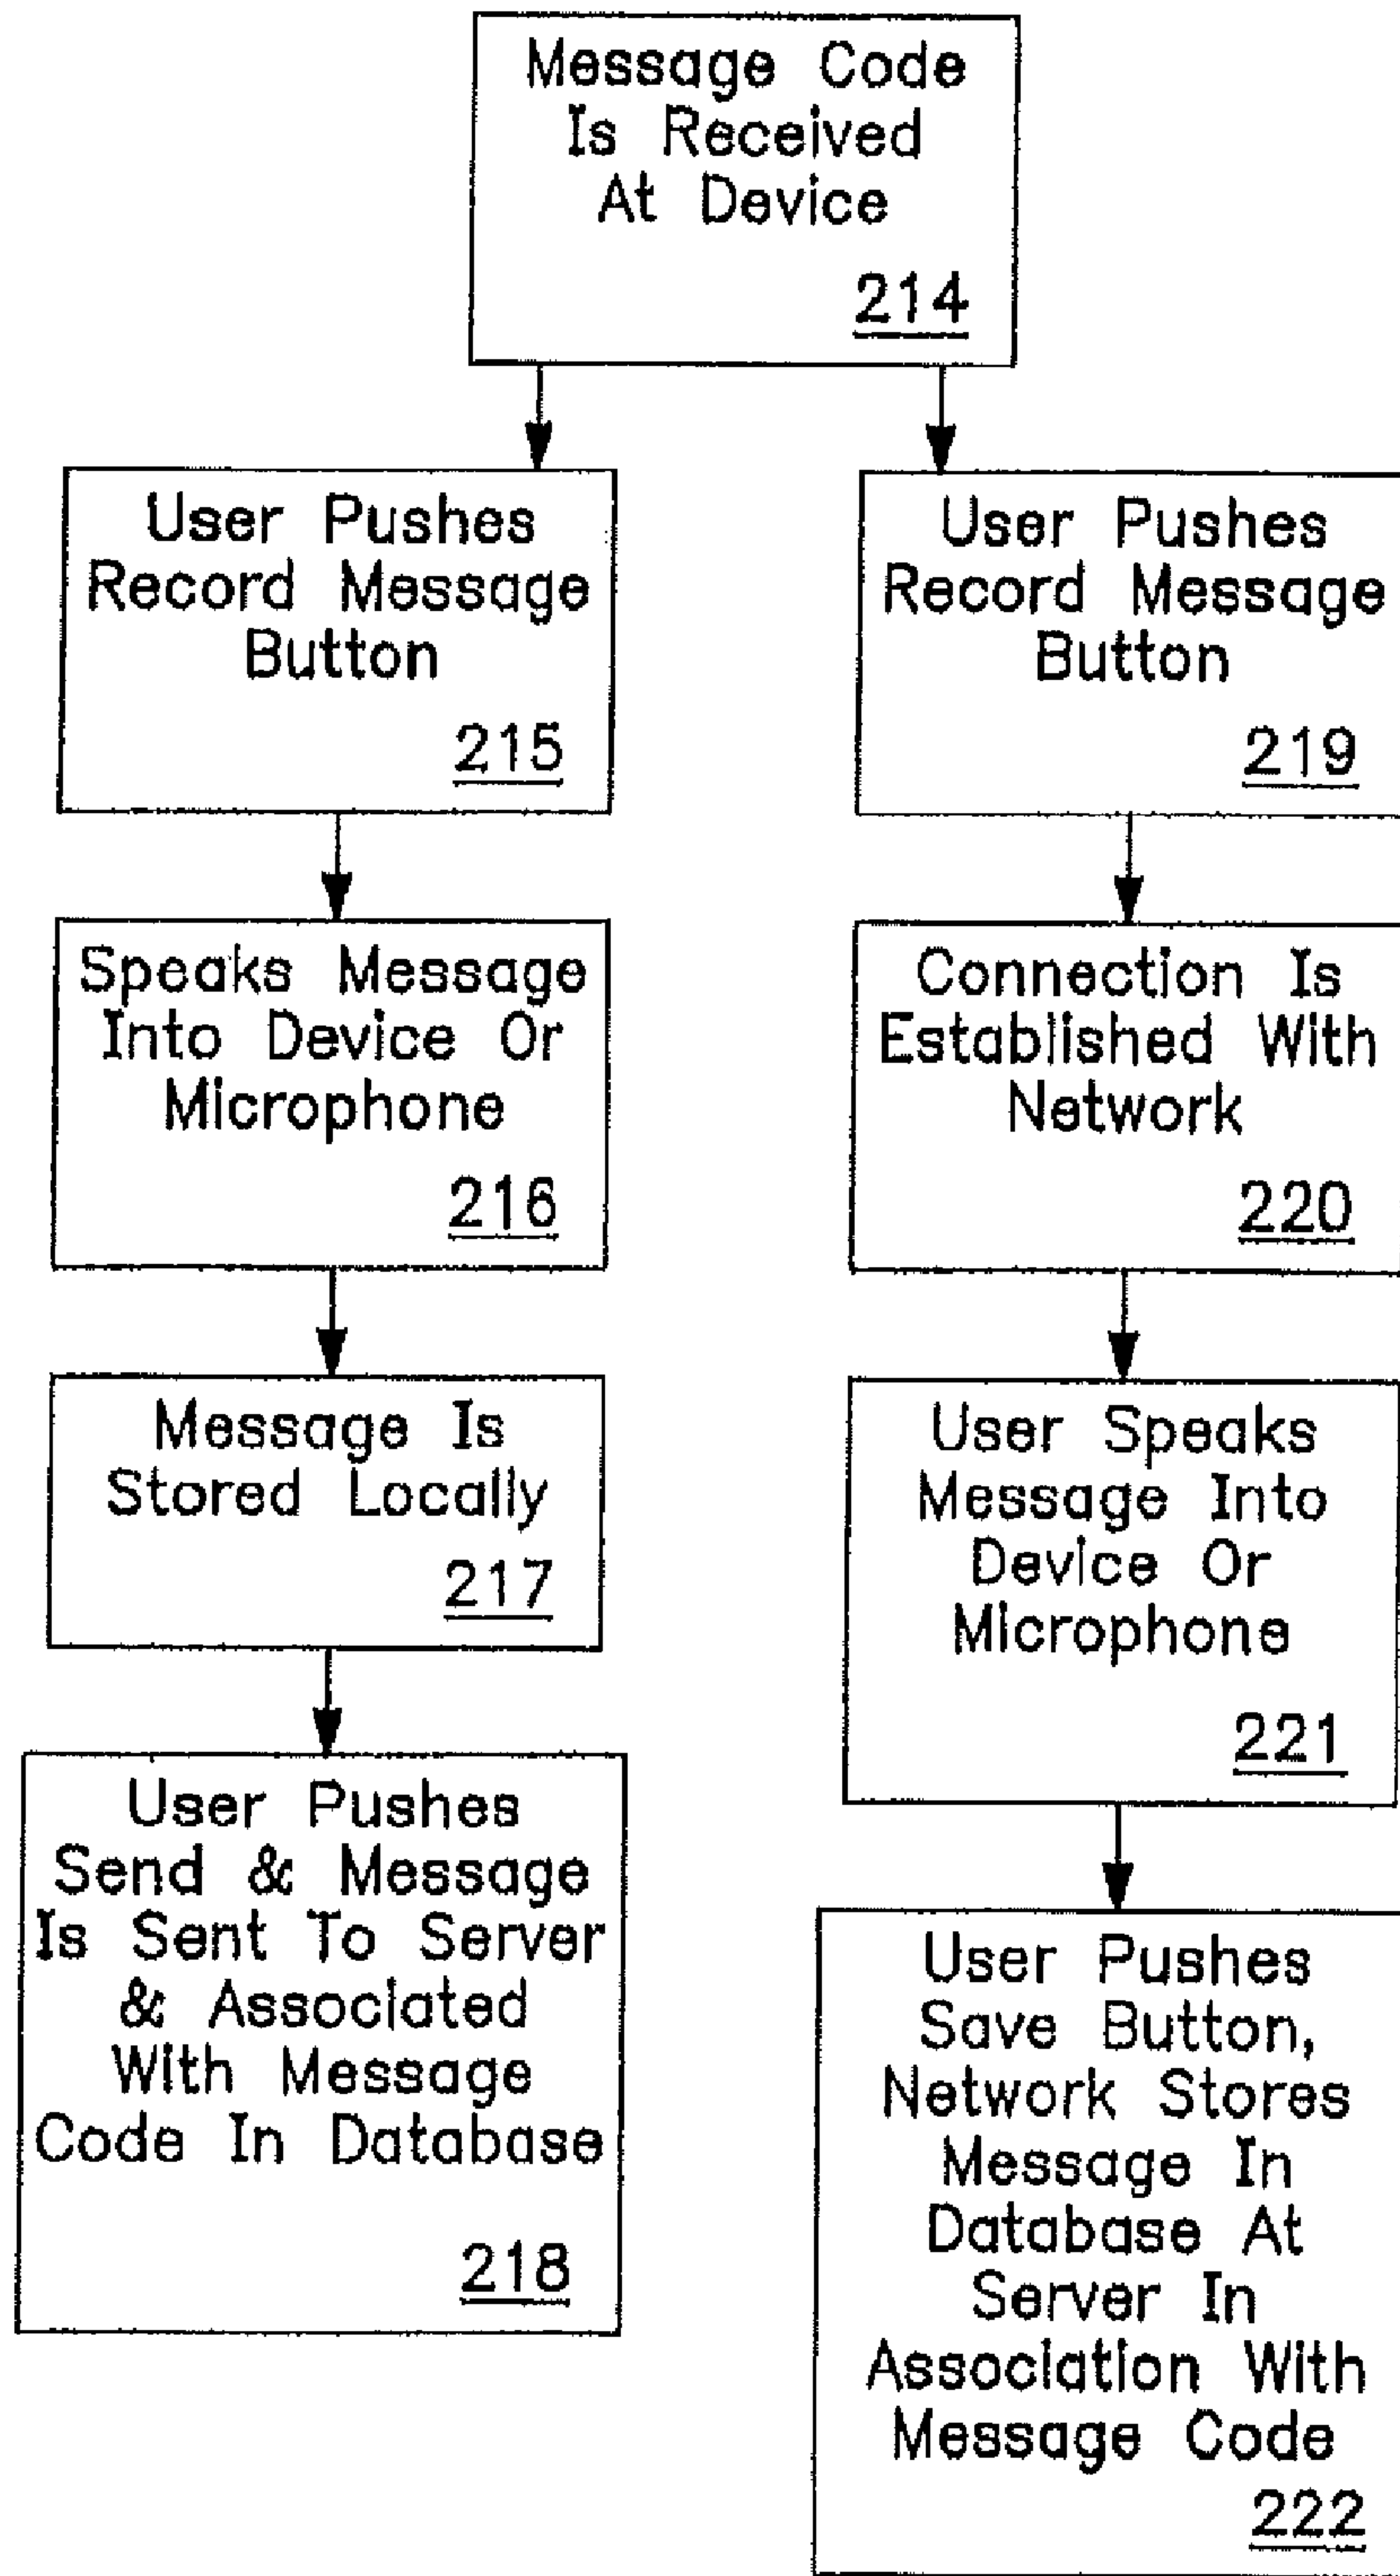 Message Code
Is Received
At Device
214
User Pushes
Record Message
Button
215
Speaks Message
Into Device Or
Microphone
216
Message Is
Stored Locally
217
User Pushes
Send & Message
Is Sent To Server
& Associated
With Message
Code In Database
218
User Pushes
Record Message
Button
219
Connection Is
Established With
Network
220
User Speaks
Message Into
Device Or
Microphone
221
User Pushes
Save Button,
Network Stores
Message In
Database At
Server In
Association With
Message Code
222